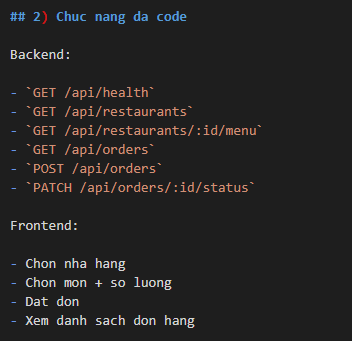 ## 2) Chuc nang da code
Backend:
- `GET /api/health`
- `GET /api/restaurants`
- `GET /api/restaurants/:id/menu`
- `GET /api/orders`
- `POST /api/orders`
- `PATCH /api/orders/:id/status`
Frontend:
- Chon nha hang
- Chon mon + so luong
- Dat don
- Xem danh sach don hang